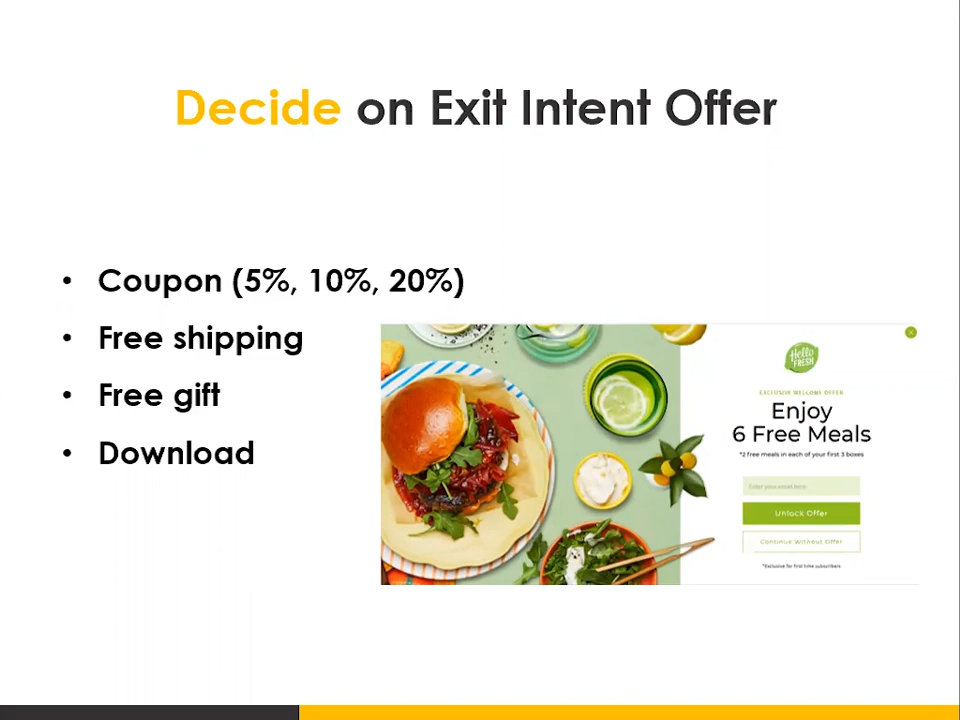 Decide on Exit Intent Offer
• Coupon (5%, 10%, 20%)
• Free shipping
• Free gift
• Download
Hello
FRESH
EXCLUSIVE WELCOME OFFER
Enjoy
6 Free Meals
*2 free meals in each of your first 3 boxes
Enter your email here
Unlock Offer
Continue Without Offer
*Exclusive for first time subscribers